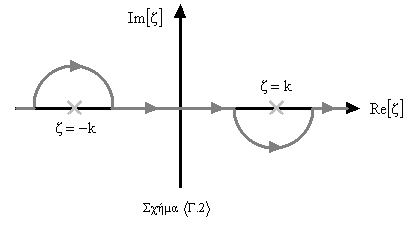 Im[ζ]
ζ = k
Re[ζ]
ζ = −k
Σχήμα ⟨Γ.2⟩